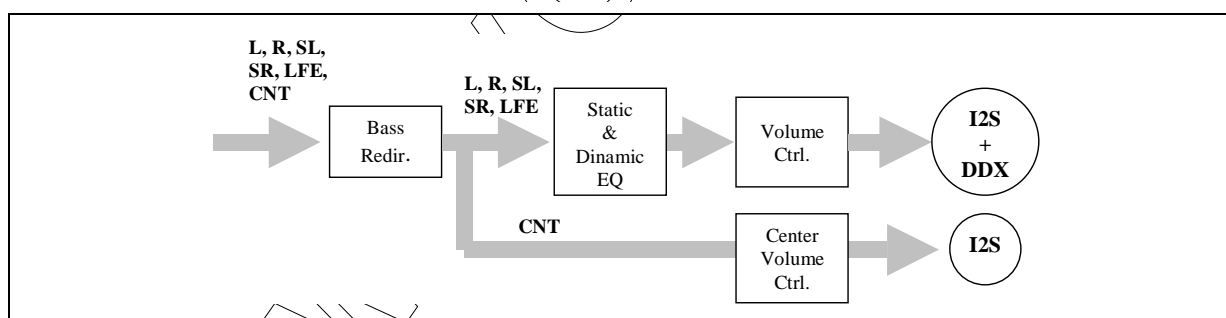 L, R, SL,
SR, LFE,
CNT
Bass
Redir.
L, R, SL,
SR, LFE
Static
&
Dinamic
EQ
Volume
Ctrl.
I2S
+
DDX
CNT
Center
Volume
Ctrl.
I2S